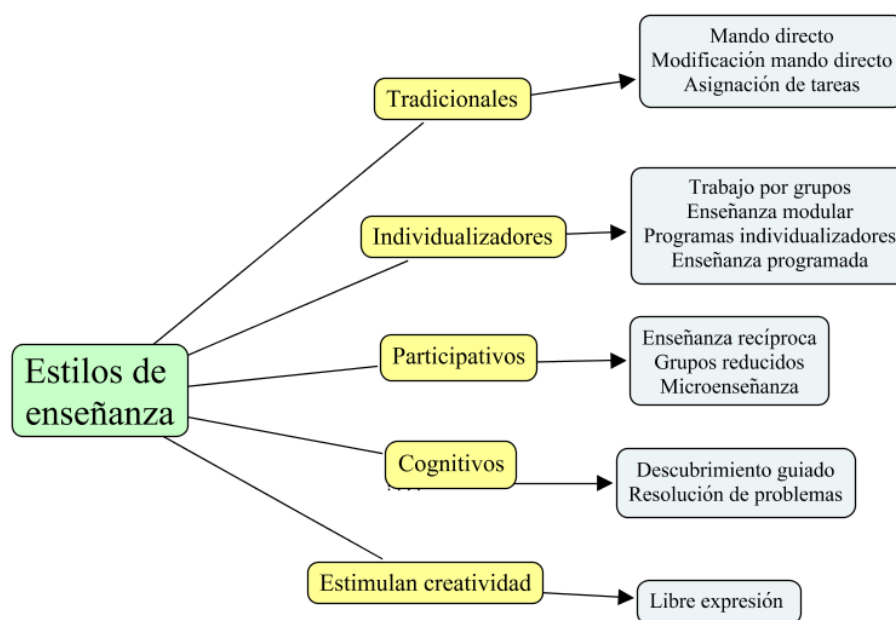 Estilos de
enseñanza
Tradicionales
Mando directo
Modificación mando directo
Asignación de tareas
Individualizadores
Trabajo por grupos
Enseñanza modular
Programas individualizadores
Enseñanza programada
Participativos
Enseñanza recíproca
Grupos reducidos
Microenseñanza
Cognitivos
Descubrimiento guiado
Resolución de problemas
Estimulan creatividad
Libre expresión